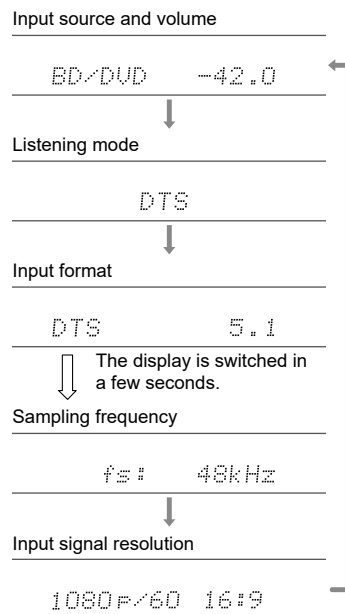 Input source and volume
BD/DVD -42.0
Listening mode
DTS
Input format
DTS 5.1
The display is switched in
a few seconds.
Sampling frequency
fs: 48kHz
Input signal resolution
1080p/60 16:9